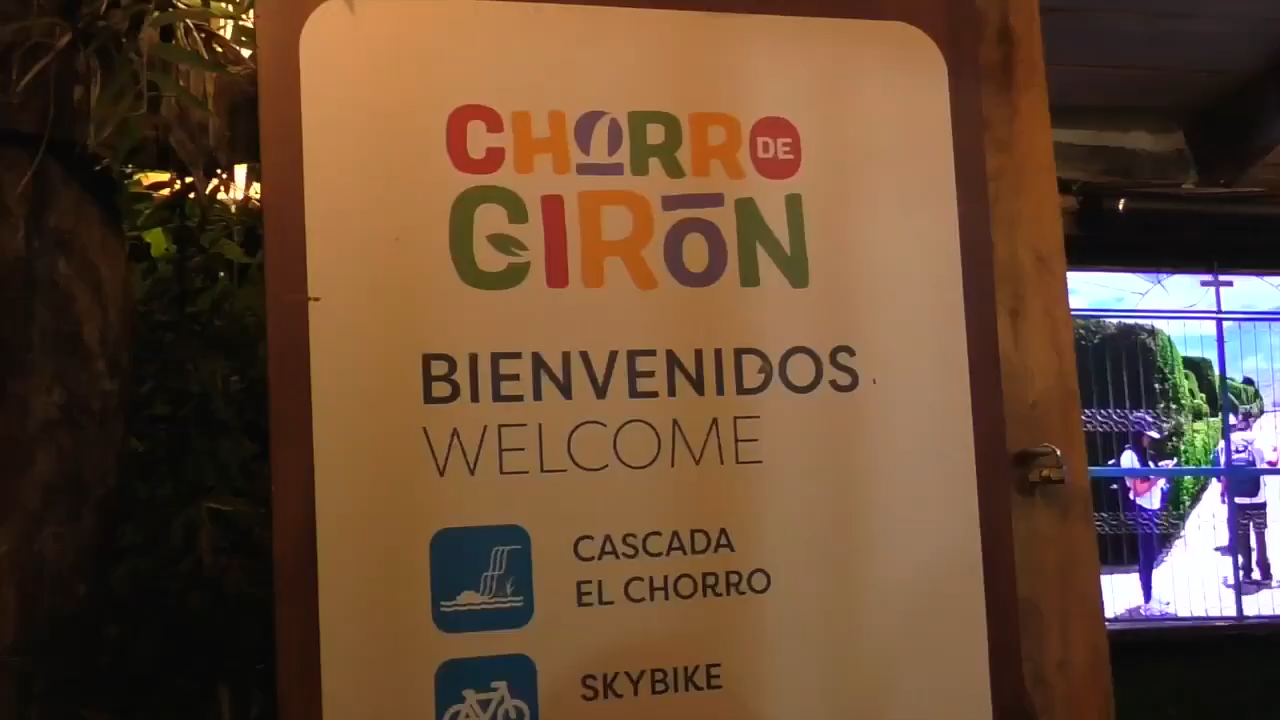 CHORRO DE
GIRÓN
BIENVENIDOS
WELCOME
CASCADA
EL CHORRO
SKYBIKE